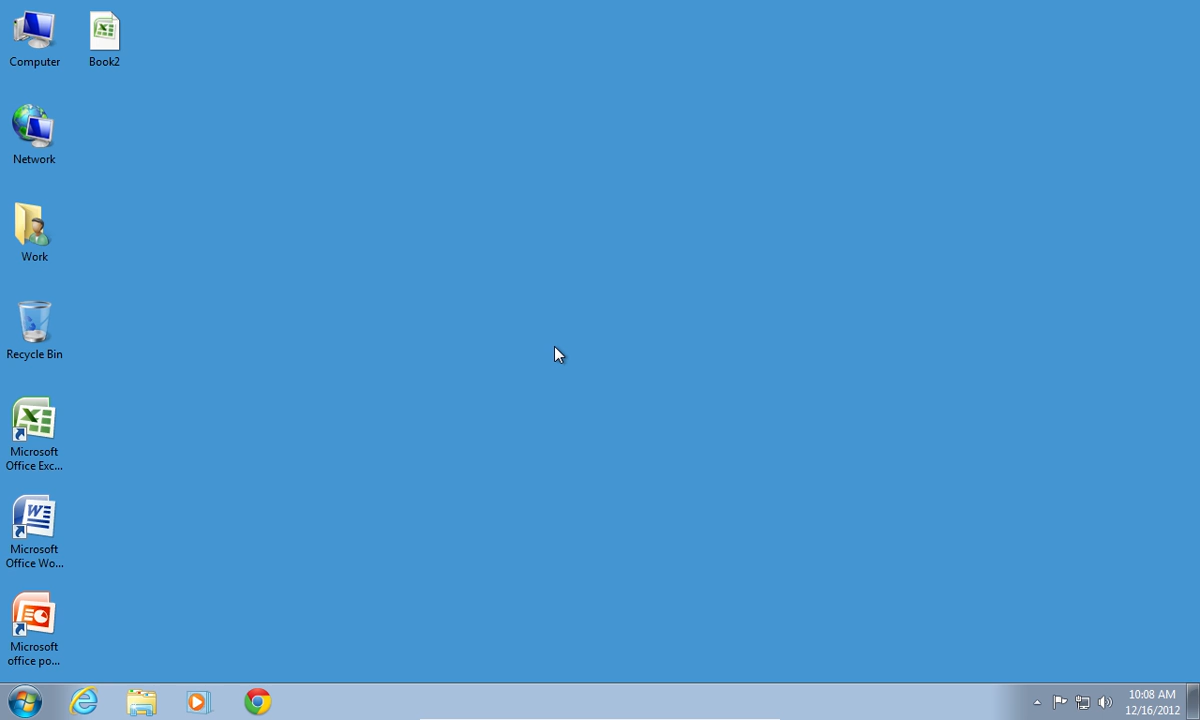 Computer
Book2
Network
Work
Recycle Bin
Microsoft
Office Exc...
Microsoft
Office Wo...
Microsoft
office po...
10:08 AM
12/16/2012